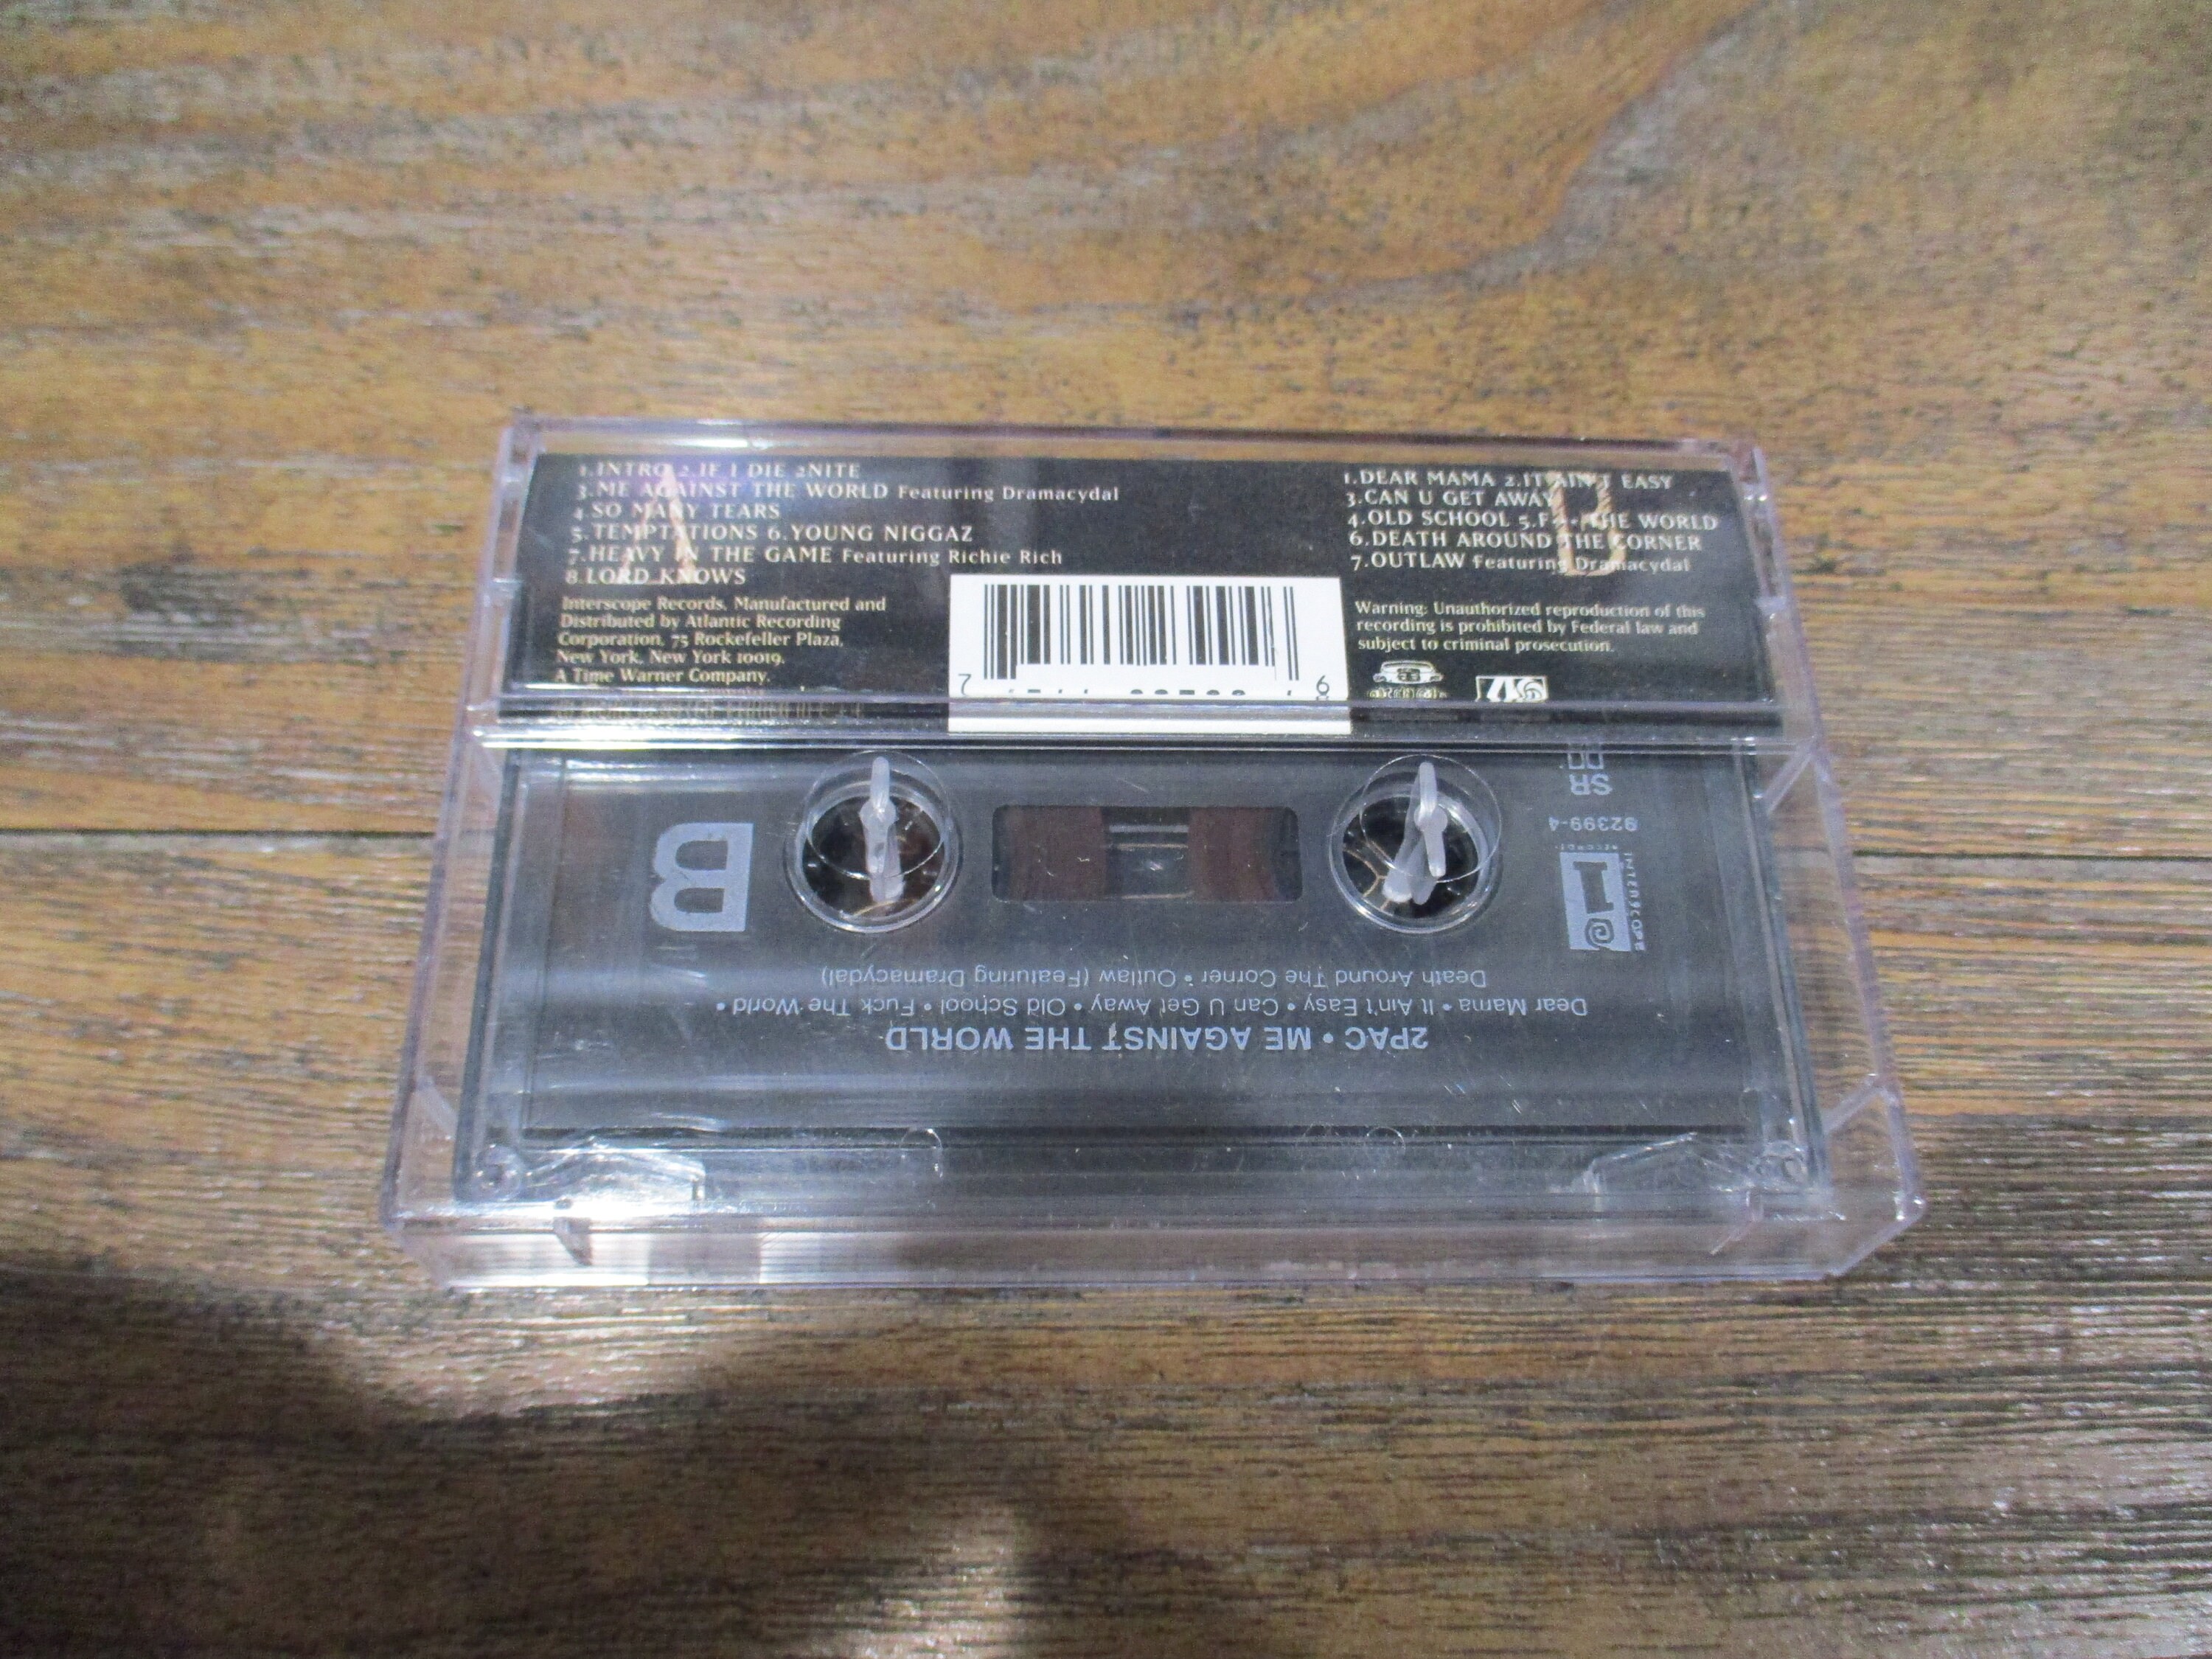 1.INTRO 2.IF I DIE 2NITE
3.ME AGAINST THE WORLD Featuring Dramacydal
4 SO MANY TEARS
5.TEMPTATIONS 6.YOUNG NIGGAZ
7.HEAVY IN THE GAME Featuring Richie Rich
8.LORD KNOWS
A
Interscope Records, Manufactured and
Distributed by Atlantic Recording
Corporation, 75 Rockefeller Plaza,
New York, New York 10019.
A Time Warner Company.
1.DEAR MAMA 2.IT AIN'T EASY
3.CAN U GET AWAY
4.OLD SCHOOL 5.F*** THE WORLD
6.DEATH AROUND THE CORNER
7.OUTLAW Featuring Dramacydal
B
Warning: Unauthorized reproduction of this
recording is prohibited by Federal law and
subject to criminal prosecution.
2PAC • ME AGAINST THE WORLD
Dear Mama • It Ain't Easy • Can U Get Away • Old School • Fuck The World •
Death Around The Corner • Outlaw (Featuring Dramacydal)
B
INTERSCOPE
RECORDS
92399-4
SR